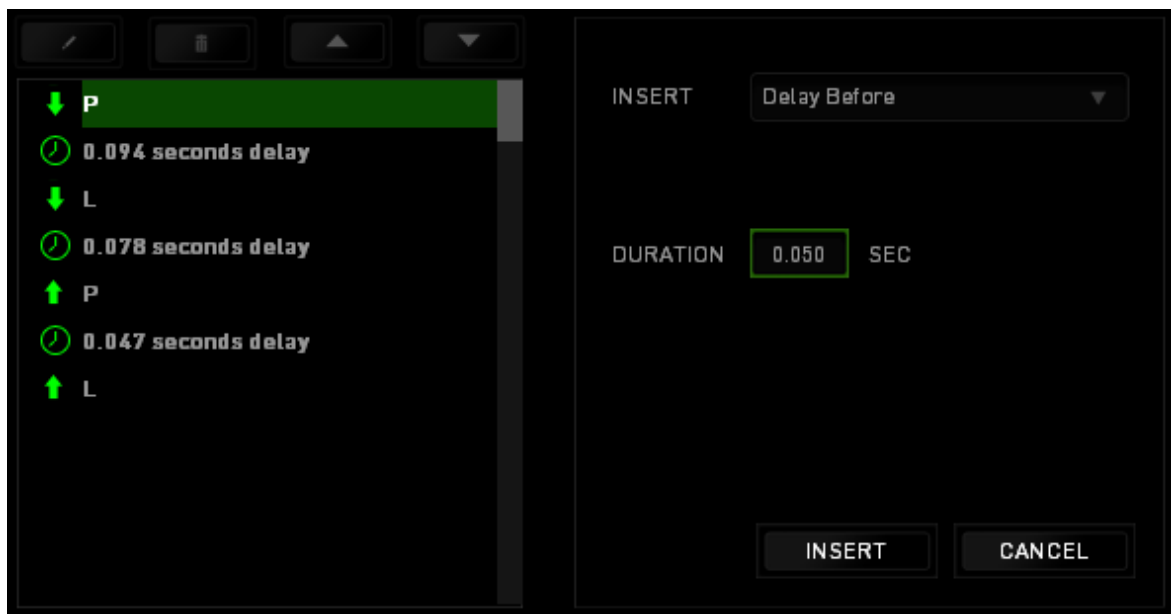 P
0.094 seconds delay
L
0.078 seconds delay
P
0.047 seconds delay
L
INSERT Delay Before
DURATION 0.050 SEC
INSERT CANCEL